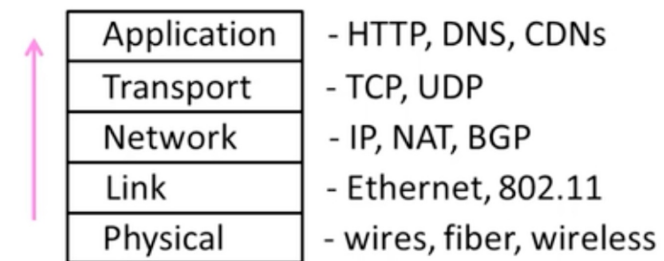 Application - HTTP, DNS, CDNs
Transport - TCP, UDP
Network - IP, NAT, BGP
Link - Ethernet, 802.11
Physical - wires, fiber, wireless